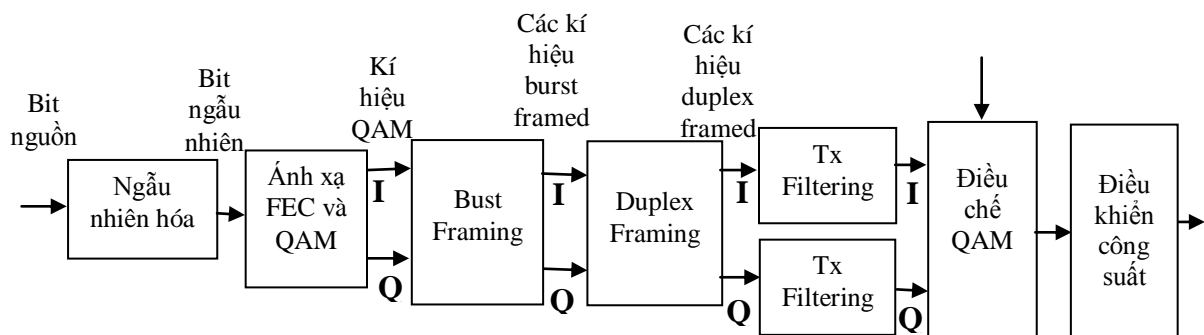 Bit
nguồn
Bit
ngẫu
nhiên
Kí
hiệu
QAM
Các kí
hiệu
burst
framed
Các kí
hiệu
duplex
framed
Ngẫu
nhiên hóa
Ánh xạ
FEC và
QAM
I
Q
Bust
Framing
I
Q
Duplex
Framing
I
Q
Tx
Filtering
Tx
Filtering
I
Q
Điều
chế
QAM
Điều
khiển
công
suất